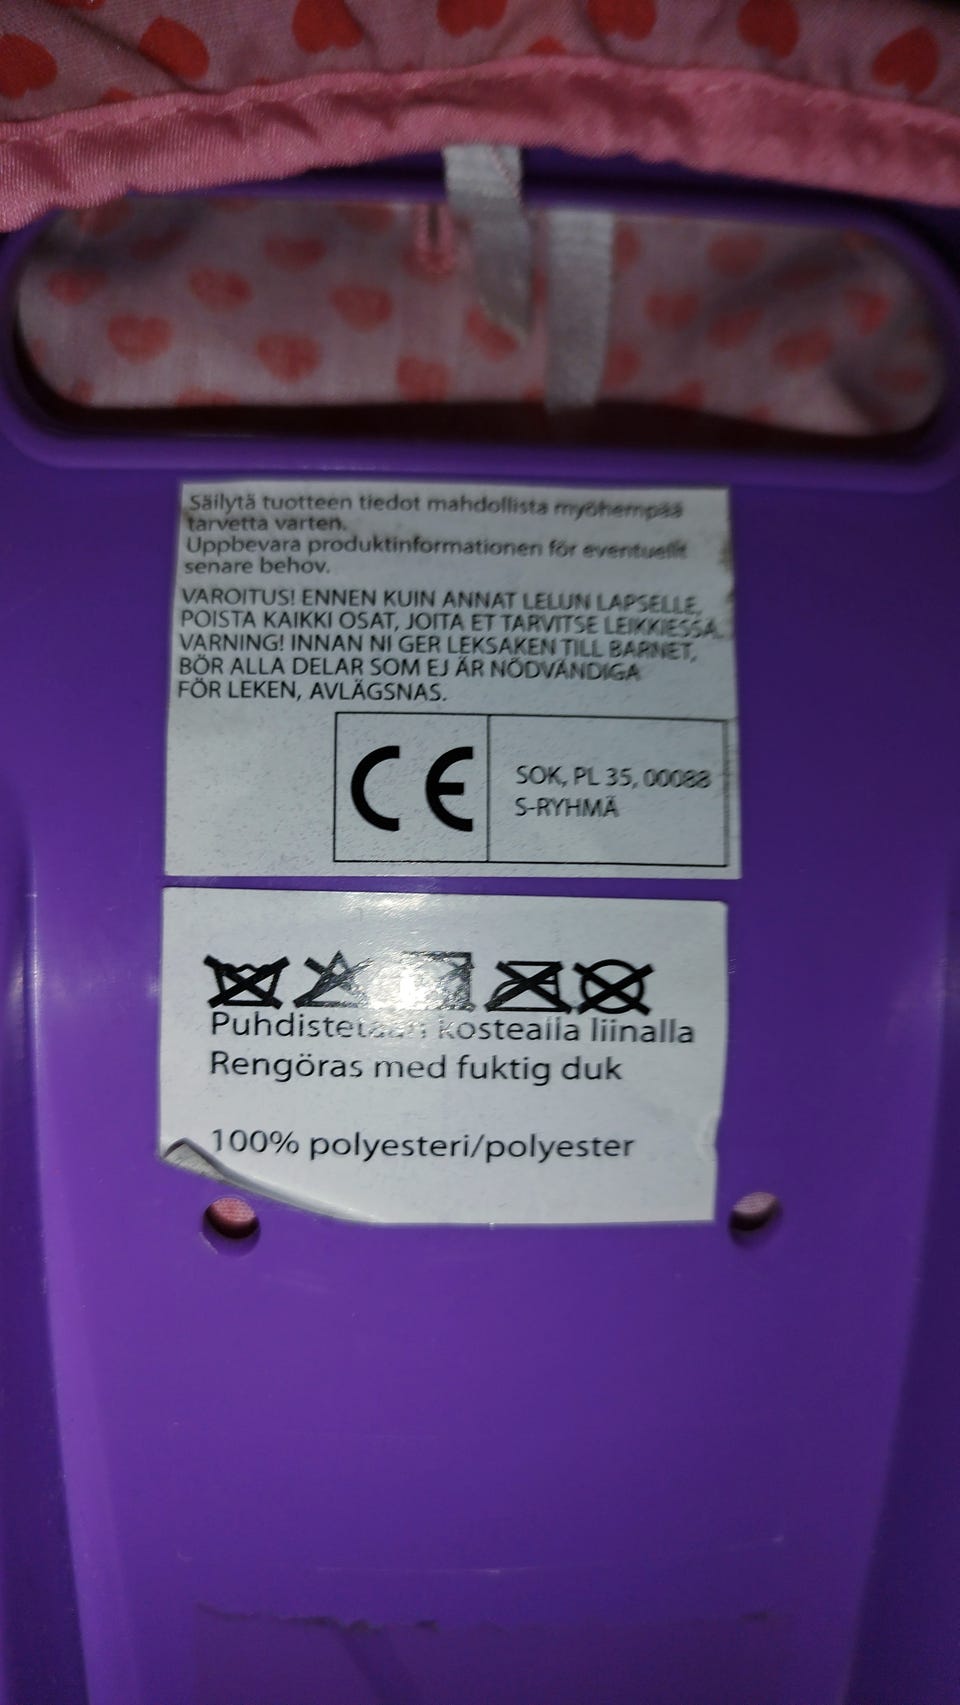 Säilytä tuotteen tiedot mahdollista myöhempää
tarvetta varten.
Uppbevara produktinformationen för eventuellt
senare behov.
VAROITUS! ENNEN KUIN ANNAT LELUN LAPSELLE,
POISTA KAIKKI OSAT, JOITA ET TARVITSE LEIKKIESSA.
VARNING! INNAN NI GER LEKSAKEN TILL BARNET,
BÖR ALLA DELAR SOM EJ ÄR NÖDVÄNDIGA
FÖR LEKEN, AVLÄGSNAS.
CE
SOK, PL 35, 00088
S-RYHMÄ
Puhdistetaan kostealla liinalla
Rengöras med fuktig duk
100% polyesteri/polyester